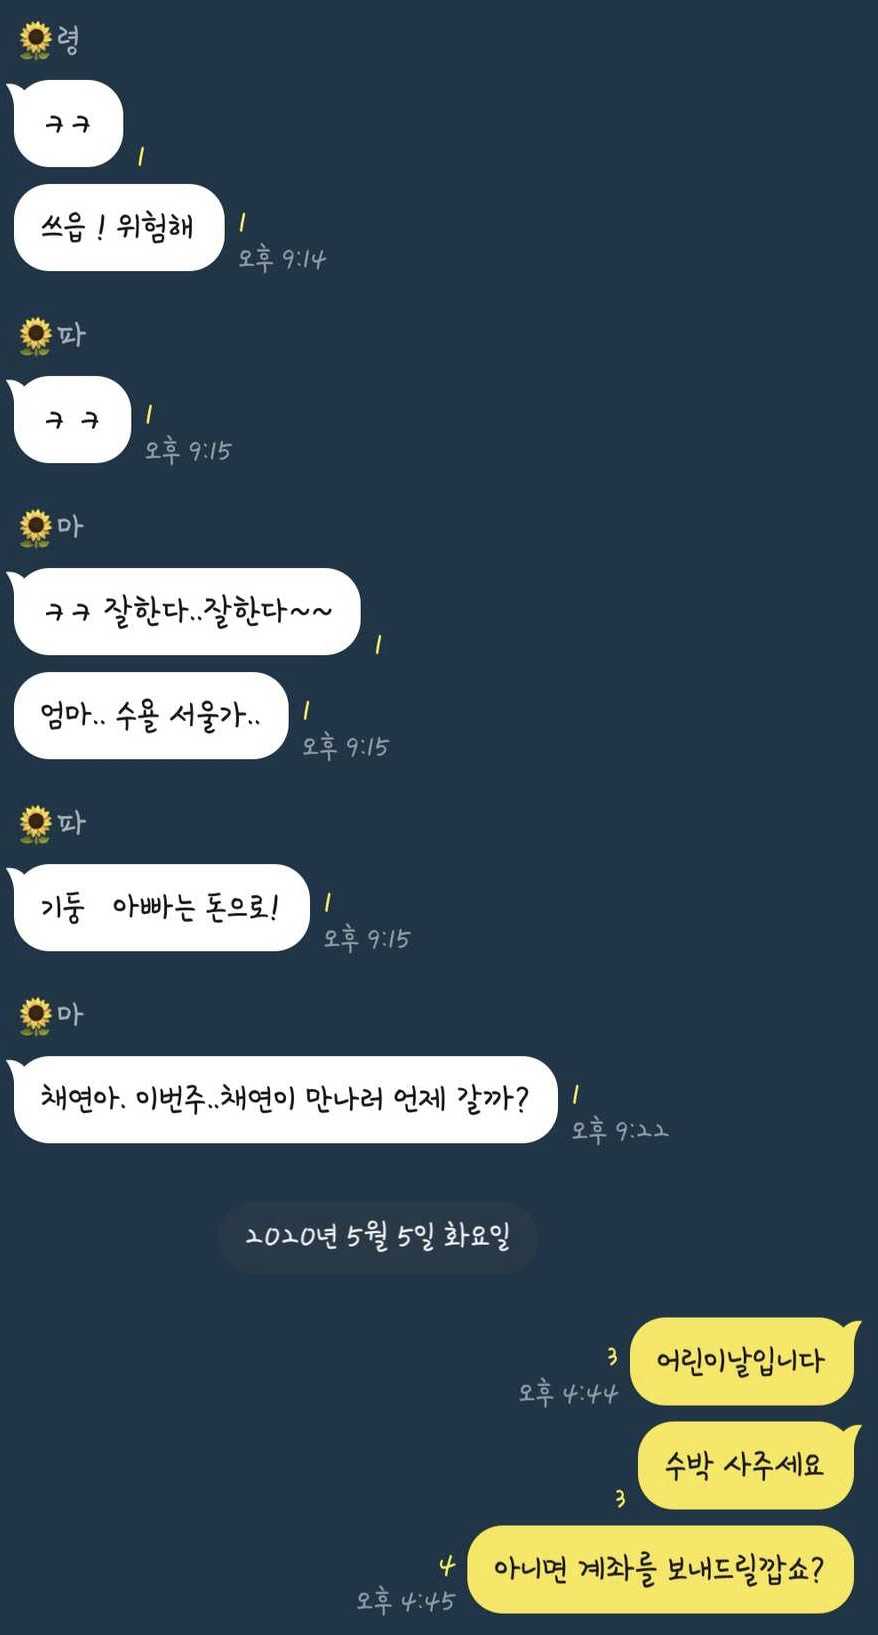 🌻령
ㅋㅋ
1
쓰읍 ! 위험해
1
오후 9:14
🌻파
ㅋ ㅋ
1
오후 9:15
🌻마
ㅋㅋ 잘한다..잘한다~~
1
엄마.. 수욜 서울가..
1
오후 9:15
🌻파
기둥 아빠는 돈으로!
1
오후 9:15
🌻마
채연아. 이번주..채연이 만나러 언제 갈까?
1
오후 9:22
2020년 5월 5일 화요일
어린이날입니다
3
오후 4:44
수박 사주세요
3
아니면 계좌를 보내드릴깝쇼?
4
오후 4:45